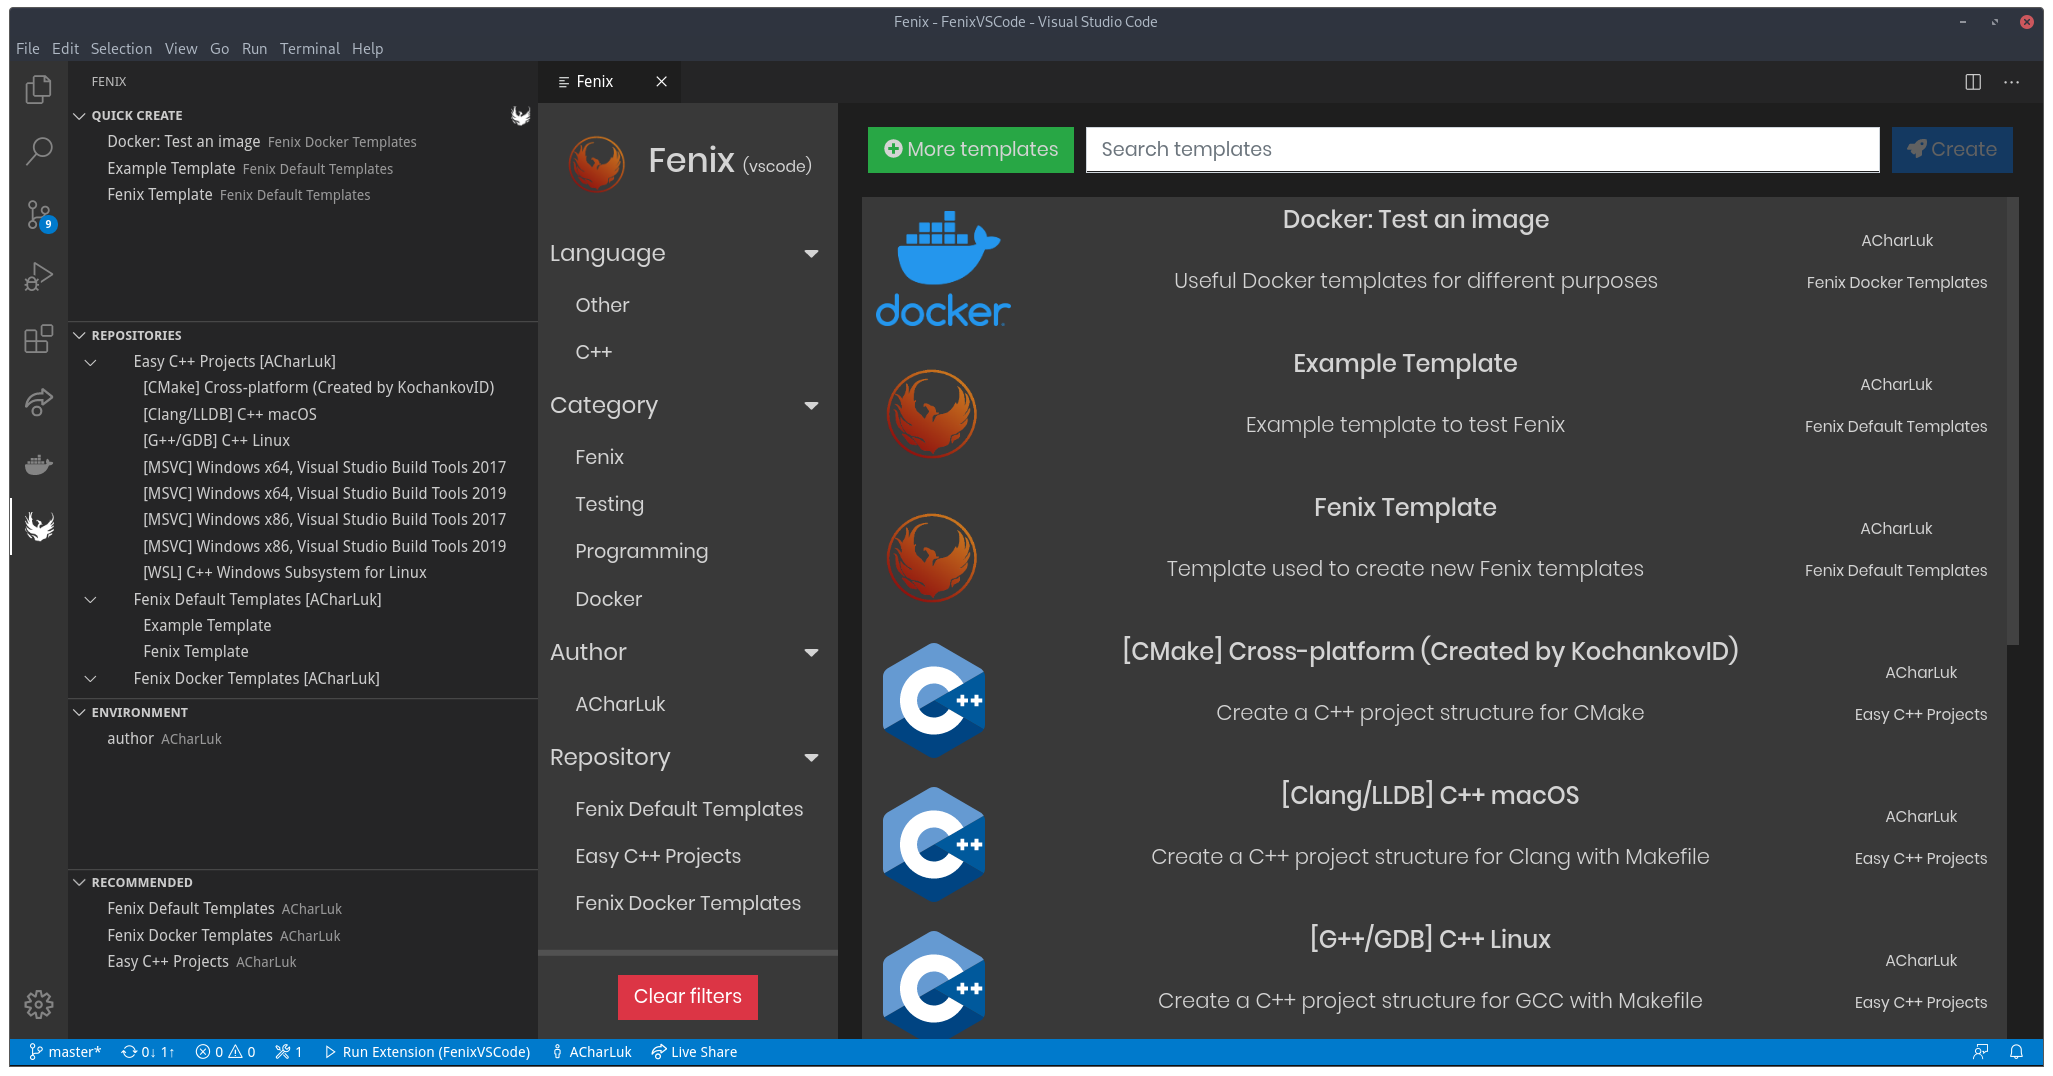 Fenix - FenixVSCode - Visual Studio Code
File Edit Selection View Go Run Terminal Help
FENIX
QUICK CREATE
Docker: Test an image Fenix Docker Templates
Example Template Fenix Default Templates
Fenix Template Fenix Default Templates
9
REPOSITORIES
Easy C++ Projects [ACharLuk]
[CMake] Cross-platform (Created by KochankovID)
[Clang/LLDB] C++ macOS
[G++/GDB] C++ Linux
[MSVC] Windows x64, Visual Studio Build Tools 2017
[MSVC] Windows x64, Visual Studio Build Tools 2019
[MSVC] Windows x86, Visual Studio Build Tools 2017
[MSVC] Windows x86, Visual Studio Build Tools 2019
[WSL] C++ Windows Subsystem for Linux
Fenix Default Templates [ACharLuk]
Example Template
Fenix Template
Fenix Docker Templates [ACharLuk]
ENVIRONMENT
author ACharLuk
RECOMMENDED
Fenix Default Templates ACharLuk
Fenix Docker Templates ACharLuk
Easy C++ Projects ACharLuk
Fenix
Fenix (vscode)
Language
Other
C++
Category
Fenix
Testing
Programming
Docker
Author
ACharLuk
Repository
Fenix Default Templates
Easy C++ Projects
Fenix Docker Templates
Clear filters
More templates
Search templates
Create
docker
Docker: Test an image
Useful Docker templates for different purposes
ACharLuk
Fenix Docker Templates
Example Template
Example template to test Fenix
ACharLuk
Fenix Default Templates
Fenix Template
Template used to create new Fenix templates
ACharLuk
Fenix Default Templates
C++
[CMake] Cross-platform (Created by KochankovID)
Create a C++ project structure for CMake
ACharLuk
Easy C++ Projects
C++
[Clang/LLDB] C++ macOS
Create a C++ project structure for Clang with Makefile
ACharLuk
Easy C++ Projects
C++
[G++/GDB] C++ Linux
Create a C++ project structure for GCC with Makefile
ACharLuk
Easy C++ Projects
master* 0↓ 1↑ 0 0 1 Run Extension (FenixVSCode) ACharLuk Live Share